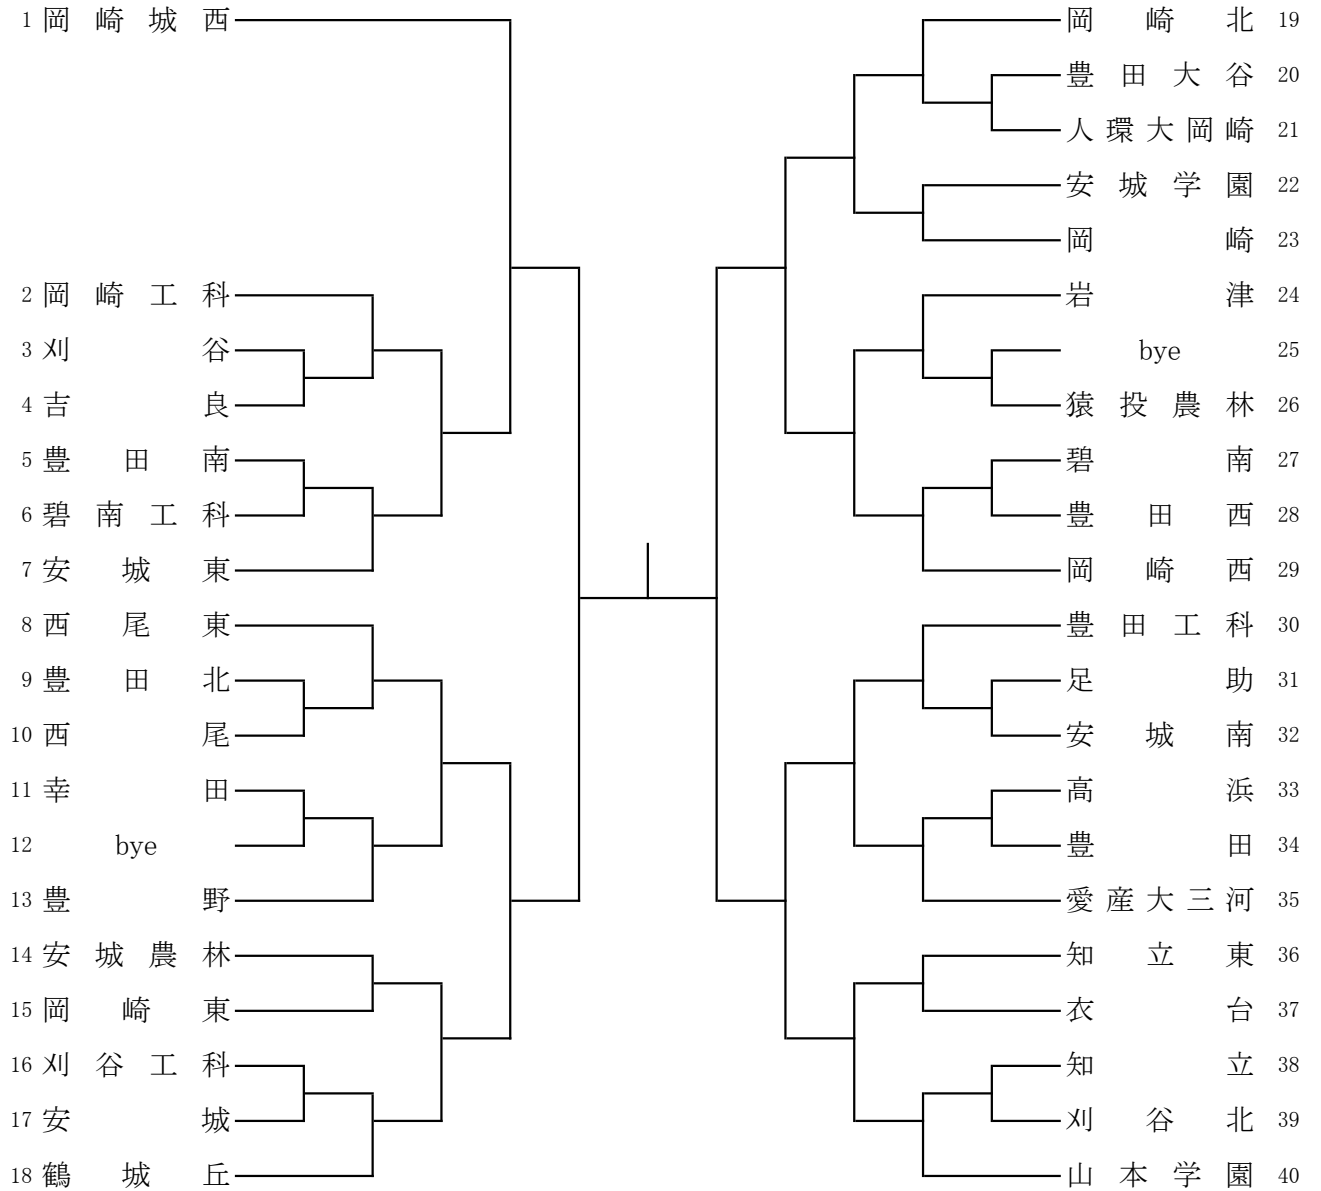 1 岡崎城西
2 岡崎工科
3 刈谷
4 吉良
5 豊田南
6 碧南工科
7 安城東
8 西尾東
9 豊田北
10 西尾
11 幸田
12 bye
13 豊野
14 安城農林
15 岡崎東
16 刈谷工科
17 安城
18 鶴城丘
岡崎北 19
豊田大谷 20
人環大岡崎 21
安城学園 22
岡崎 23
岩津 24
bye 25
猿投農林 26
碧南 27
豊田西 28
岡崎西 29
豊田工科 30
足助 31
安城南 32
高浜 33
豊田 34
愛産大三河 35
知立東 36
衣台 37
知立 38
刈谷北 39
山本学園 40